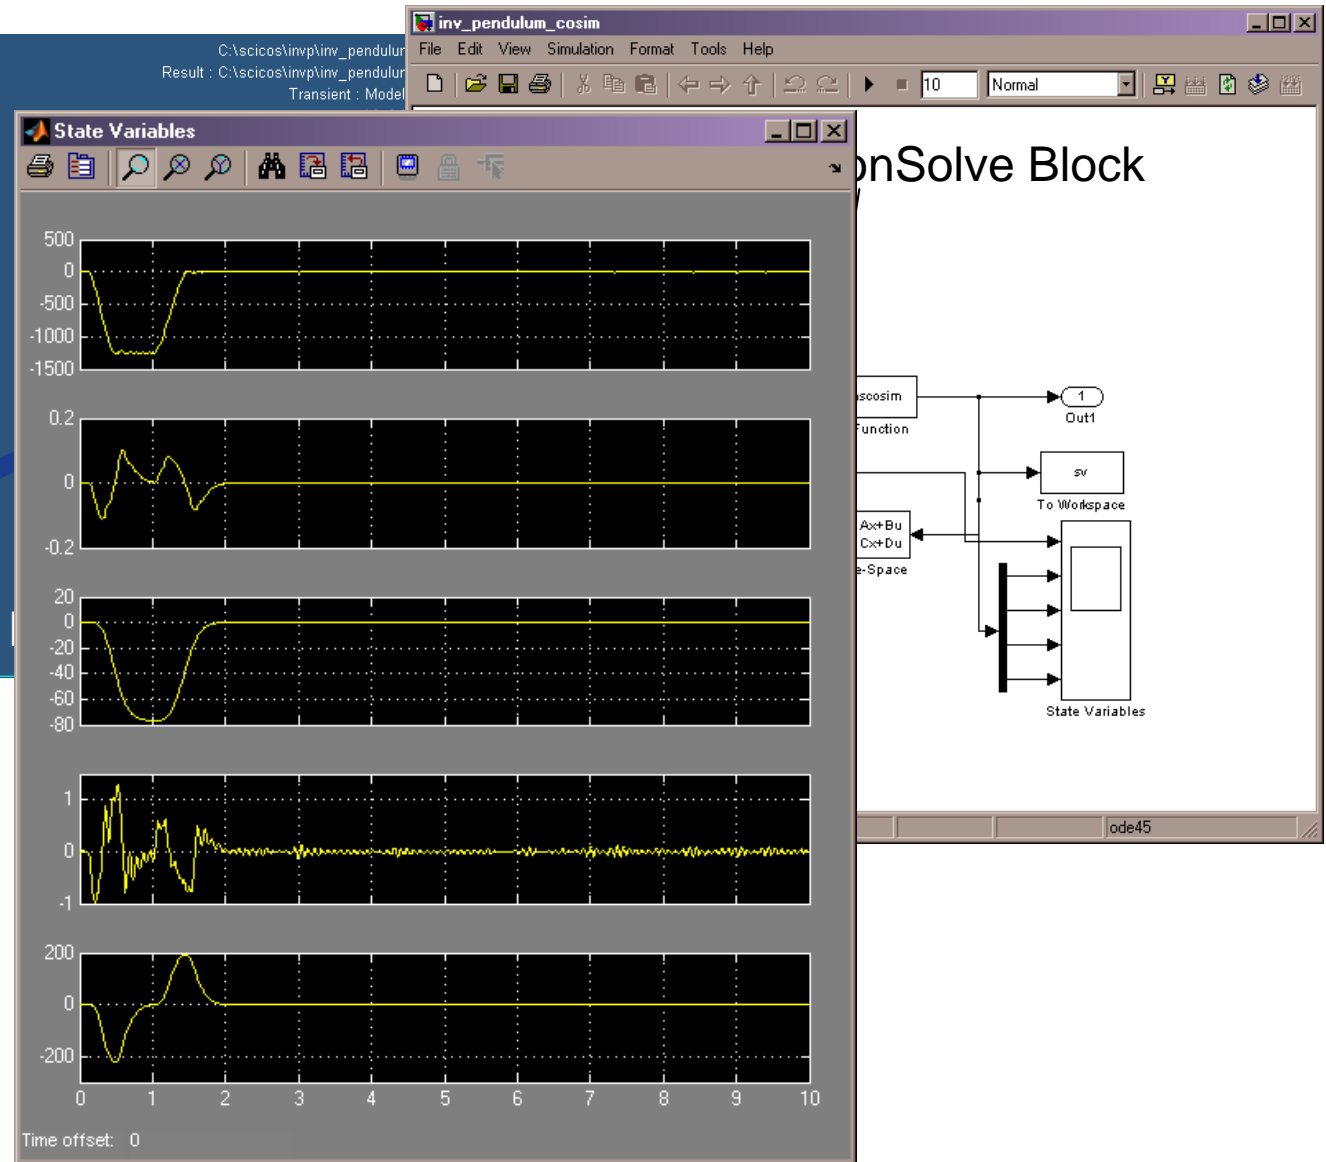 inv_pendulum_cosim
File Edit View Simulation Format Tools Help
10 Normal
C:\scicos\invp\inv_pendulum
Result : C:\scicos\invp\inv_pendulum
Transient : Model
State Variables
onSolve Block
500
0
-500
-1000
-1500
0.2
0
-0.2
20
0
-20
-40
-60
-80
1
0
-1
200
0
-200
0 1 2 3 4 5 6 7 8 9 10
Time offset: 0
scosim
Function
1
Out1
sv
To Workspace
Ax+Bu
Cx+Du
e-Space
State Variables
ode45